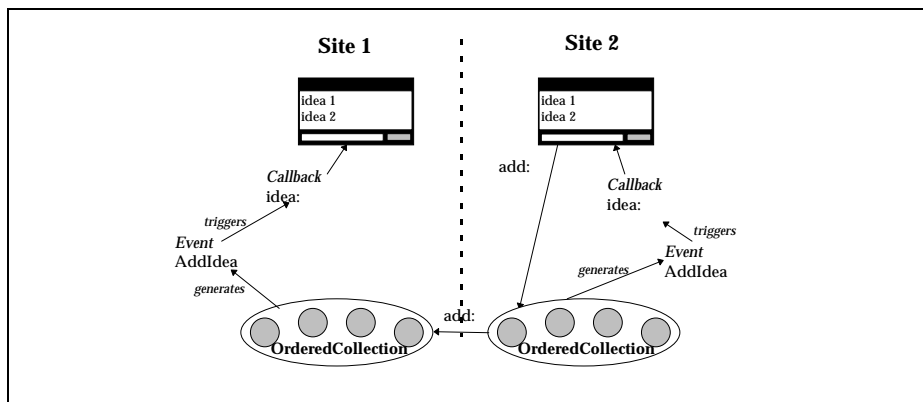 Site 1
idea 1
idea 2
Callback
idea:
triggers
Event
AddIdea
generates
OrderedCollection
add:
Site 2
idea 1
idea 2
add:
Callback
idea:
triggers
Event
AddIdea
generates
OrderedCollection